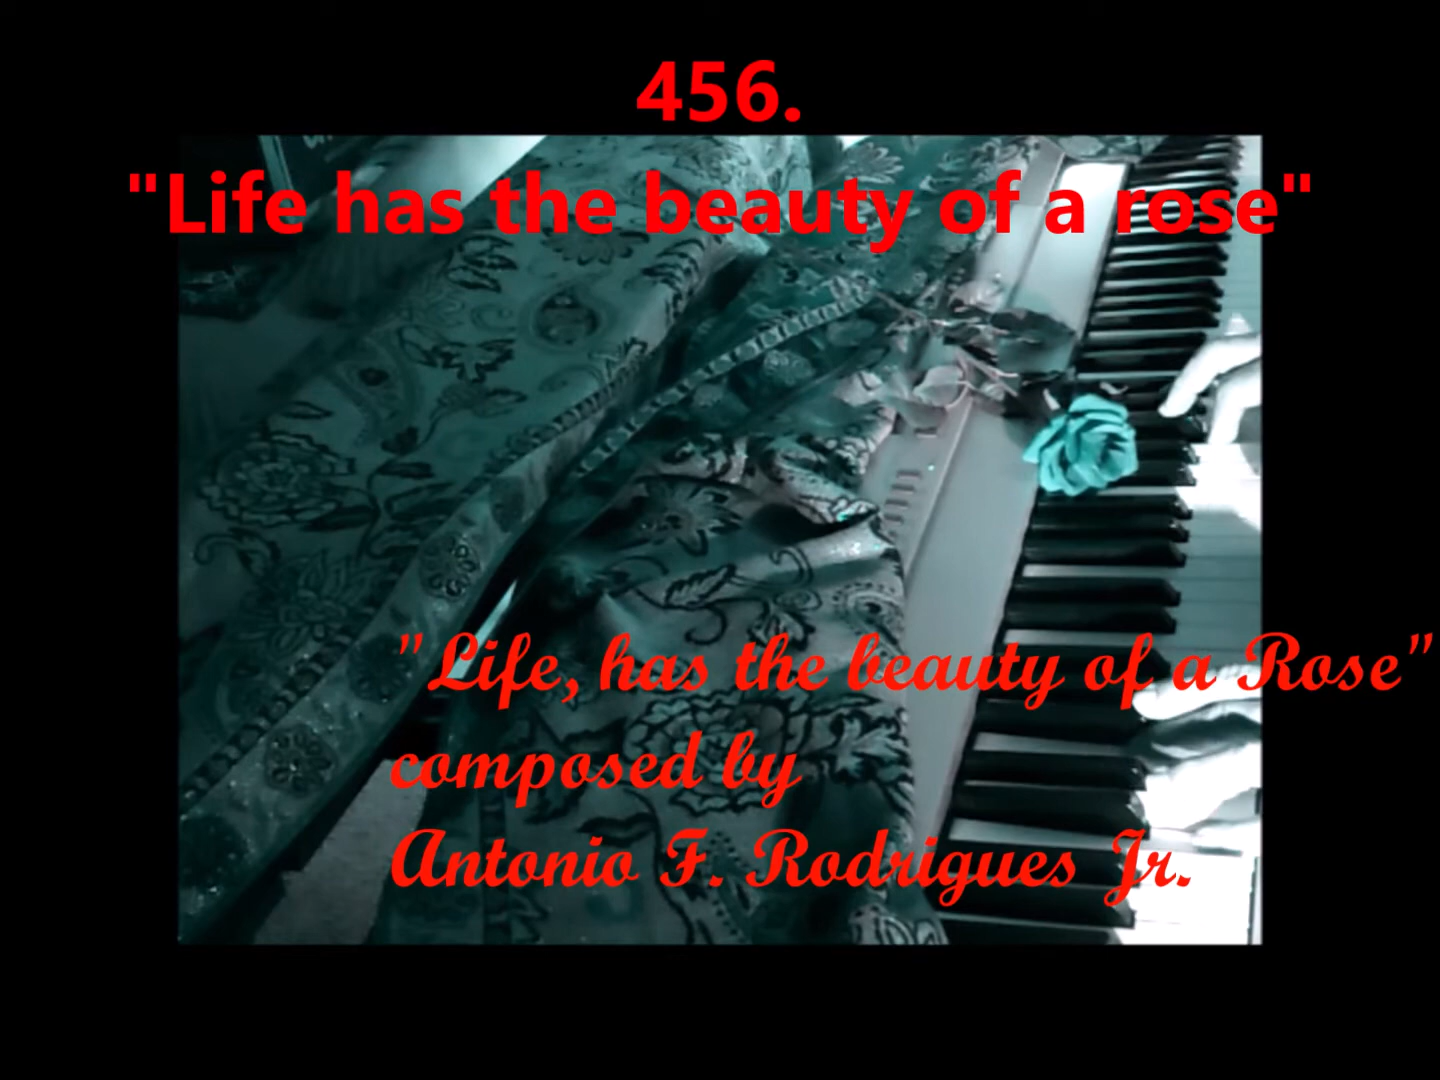 456.
"Life has the beauty of a rose"
"Life, has the beauty of a Rose"
composed by
Antonio F. Rodrigues Jr.